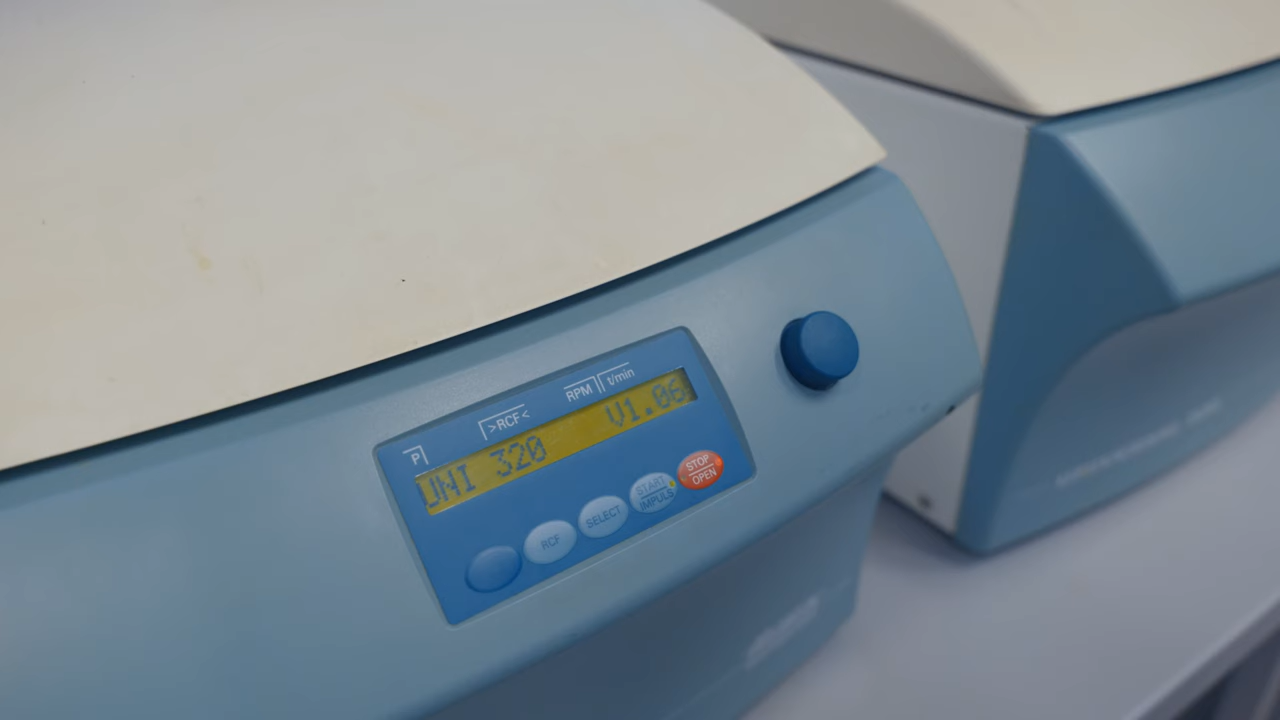 P >RCF< RPM t/min
UNI 320 V1.06
RCF SELECT START IMPULS STOP OPEN